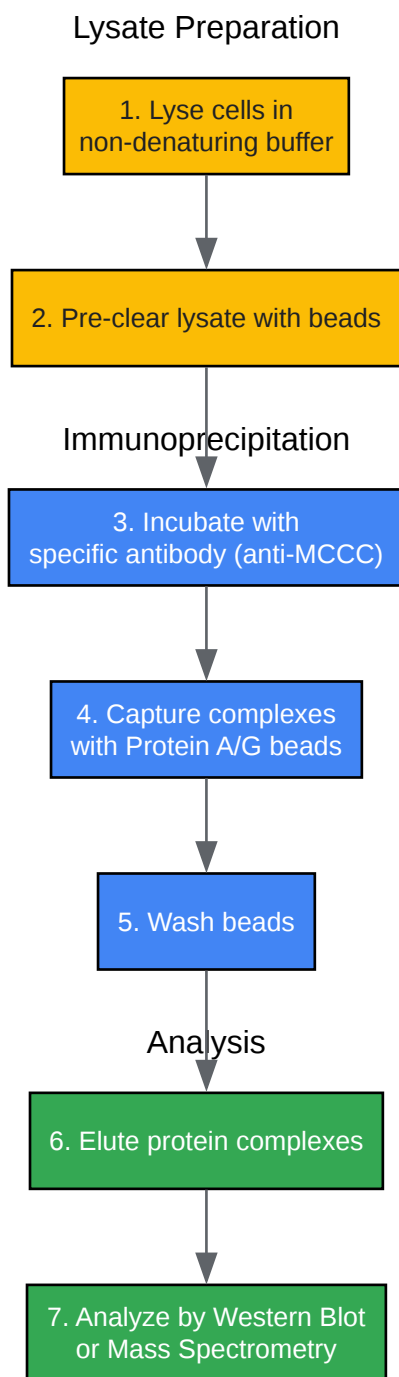 Lysate Preparation
1. Lyse cells in
non-denaturing buffer
2. Pre-clear lysate with beads
Immunoprecipitation
3. Incubate with
specific antibody (anti-MCCC)
4. Capture complexes
with Protein A/G beads
5. Wash beads
Analysis
6. Elute protein complexes
7. Analyze by Western Blot
or Mass Spectrometry